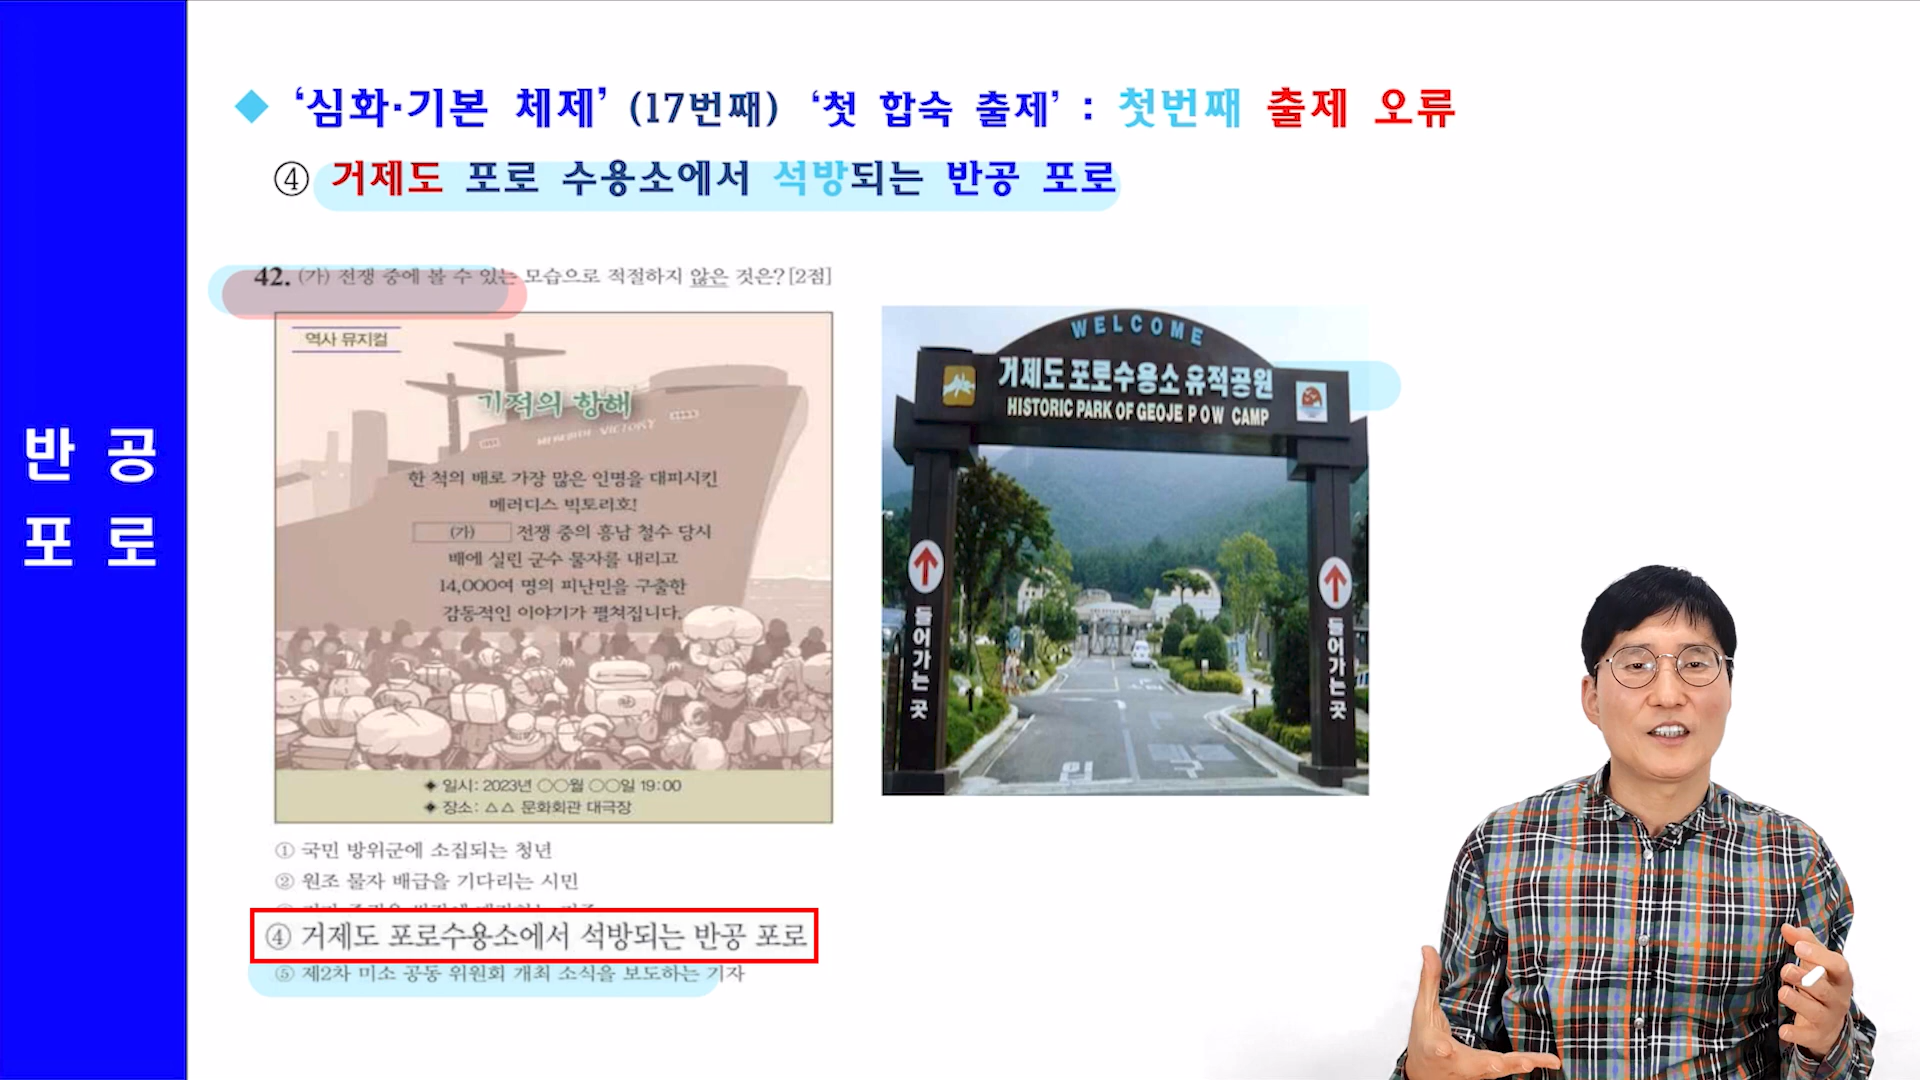 ◆ ‘심화·기본 체제’ (17번째) ‘첫 합숙 출제’ : 첫번째 출제 오류
④ 거제도 포로 수용소에서 석방되는 반공 포로
반 공
포 로
42. (가) 전쟁 중에 볼 수 있는 모습으로 적절하지 않은 것은? [2점]
역사 뮤지컬
기적의 항해
MEREDITH VICTORY
한 척의 배로 가장 많은 인명을 대피시킨
메러디스 빅토리호!
(가) 전쟁 중의 흥남 철수 당시
배에 실린 군수 물자를 내리고
14,000여 명의 피난민을 구출한
감동적인 이야기가 펼쳐집니다.
◈ 일시: 2023년 ○○월 ○○일 19:00
◈ 장소: △△ 문화회관 대극장
① 국민 방위군에 소집되는 청년
② 원조 물자 배급을 기다리는 시민
④ 거제도 포로수용소에서 석방되는 반공 포로
⑤ 제2차 미소 공동 위원회 개최 소식을 보도하는 기자
WELCOME
거제도 포로수용소 유적공원
HISTORIC PARK OF GEOJE P O W CAMP
들어가는 곳
들어가는 곳